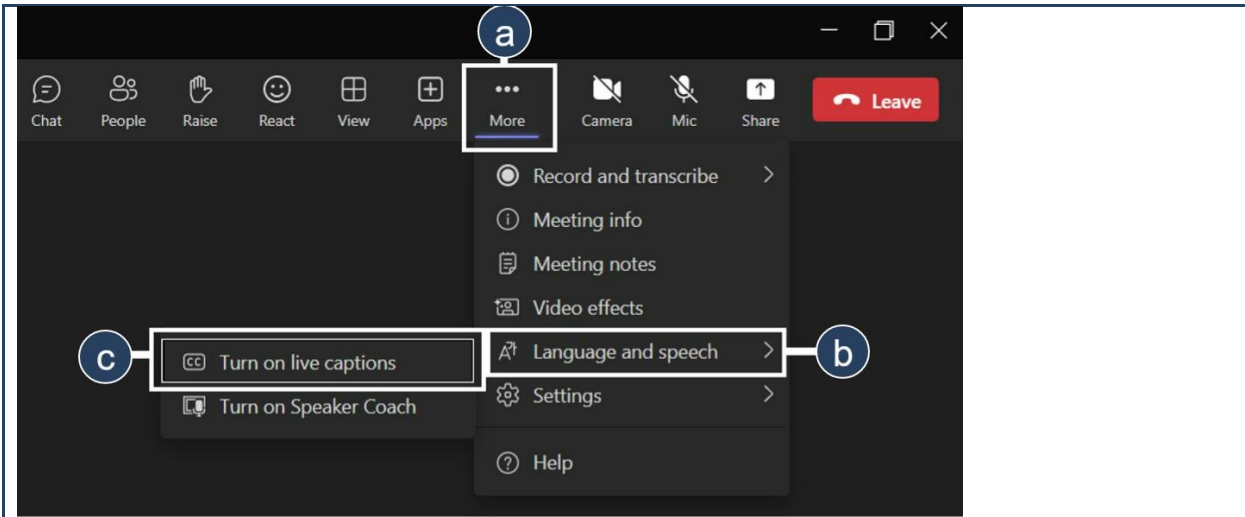 a
Chat People Raise React View Apps More Camera Mic Share Leave
Record and transcribe
Meeting info
Meeting notes
Video effects
c CC Turn on live captions Language and speech b
Turn on Speaker Coach Settings
Help